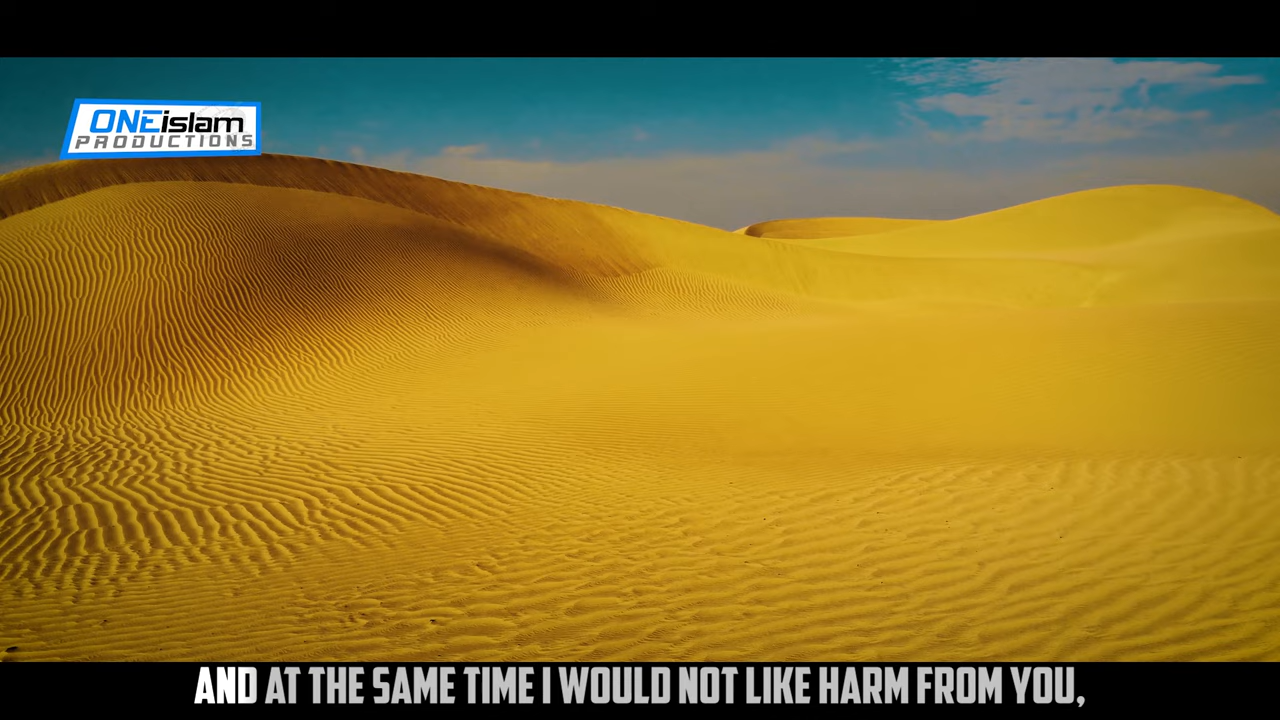 ONEislam
PRODUCTIONS
AND AT THE SAME TIME I WOULD NOT LIKE HARM FROM YOU,